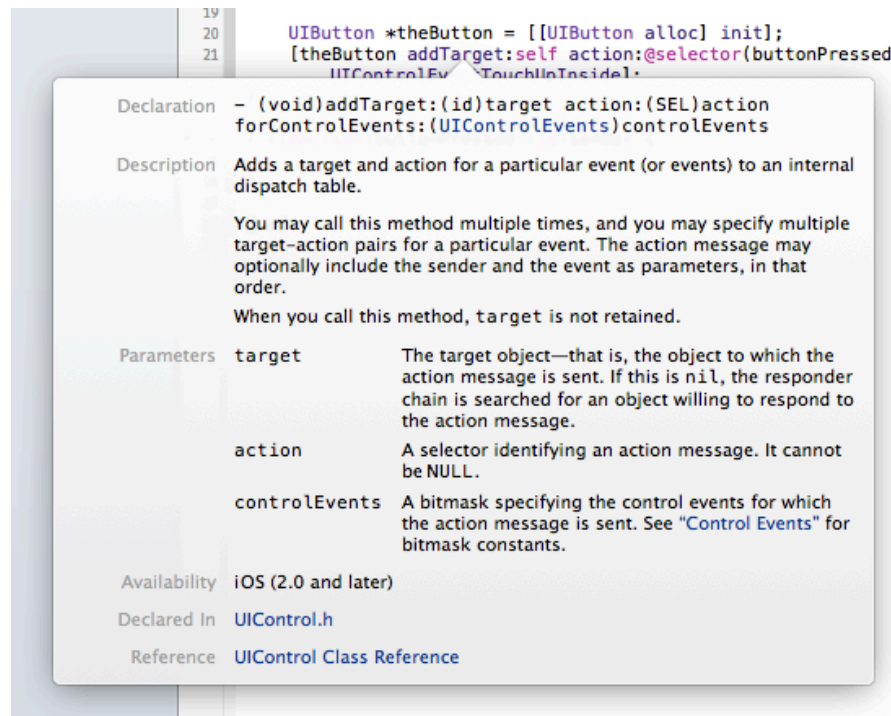 19
20 UIButton *theButton = [[UIButton alloc] init];
21 [theButton addTarget:self action:@selector(buttonPressed
UIControlEventTouchUpInside];
Declaration - (void)addTarget:(id)target action:(SEL)action
forControlEvents:(UIControlEvents)controlEvents
Description Adds a target and action for a particular event (or events) to an internal
dispatch table.
You may call this method multiple times, and you may specify multiple
target-action pairs for a particular event. The action message may
optionally include the sender and the event as parameters, in that
order.
When you call this method, target is not retained.
Parameters target The target object—that is, the object to which the
action message is sent. If this is nil, the responder
chain is searched for an object willing to respond to
the action message.
action A selector identifying an action message. It cannot
be NULL.
controlEvents A bitmask specifying the control events for which
the action message is sent. See “Control Events” for
bitmask constants.
Availability iOS (2.0 and later)
Declared In UIControl.h
Reference UIControl Class Reference